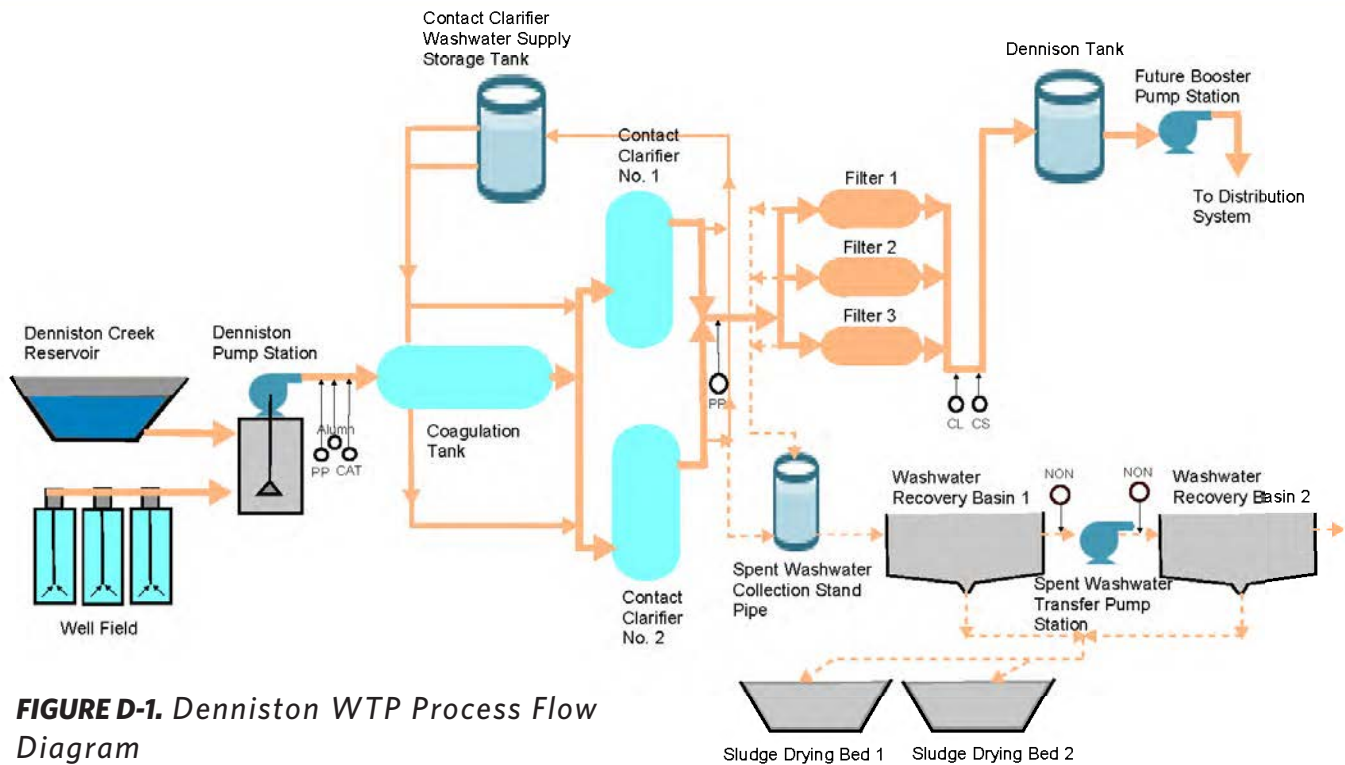 Contact Clarifier
Washwater Supply
Storage Tank
Dennison Tank
Future Booster
Pump Station
To Distribution
System
Contact
Clarifier
No. 1
Filter 1
Filter 2
Filter 3
Denniston Creek
Reservoir
Denniston
Pump Station
Alumn
PP CAT
Coagulation
Tank
PP
CL CS
Well Field
Contact
Clarifier
No. 2
Spent Washwater
Collection Stand
Pipe
Washwater
Recovery Basin 1
NON
NON
Washwater
Recovery Basin 2
Spent Washwater
Transfer Pump
Station
Sludge Drying Bed 1
Sludge Drying Bed 2
FIGURE D-1. Denniston WTP Process Flow
Diagram